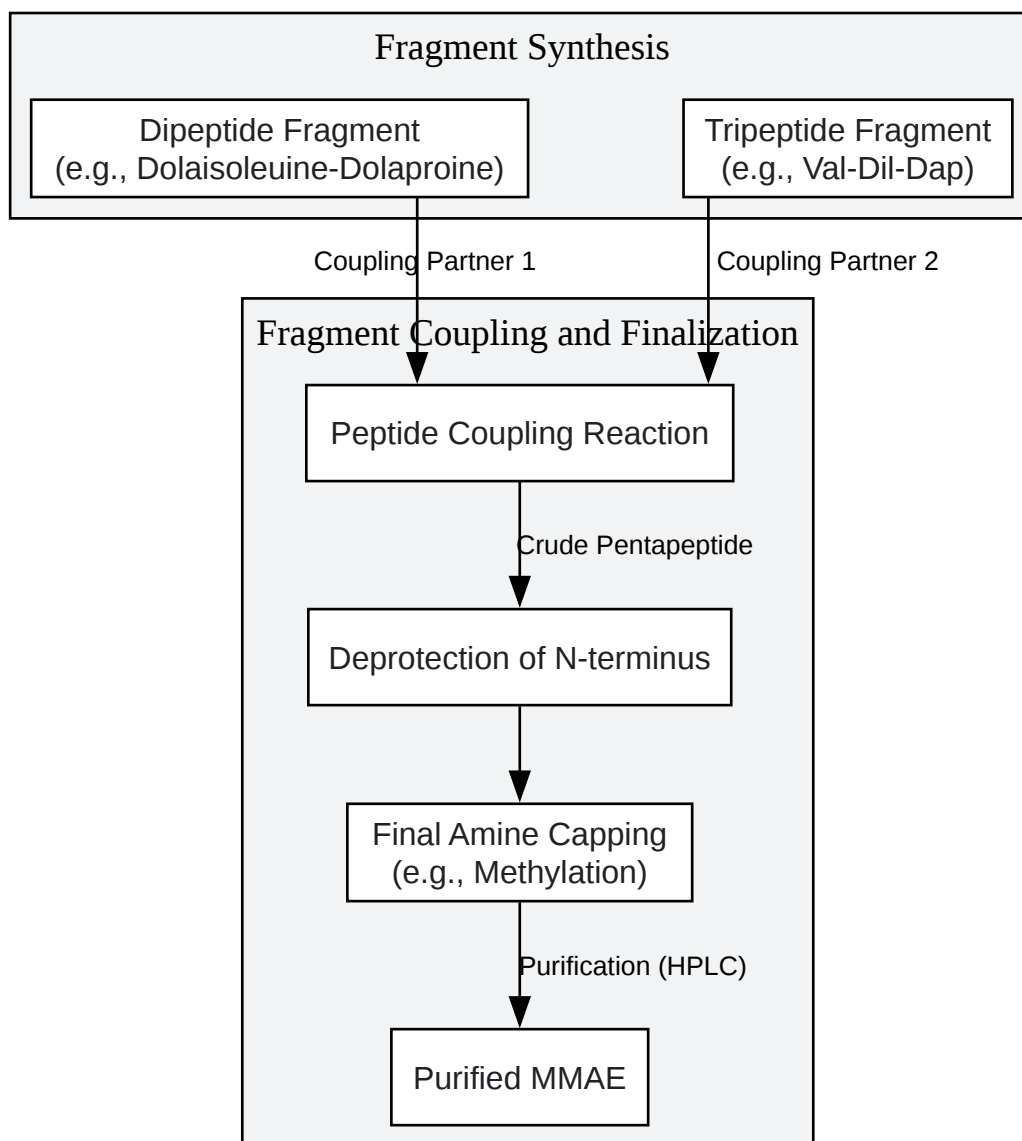 Fragment Synthesis
Dipeptide Fragment
(e.g., Dolaisoleuine-Dolaproine)
Tripeptide Fragment
(e.g., Val-Dil-Dap)
Coupling Partner 1
Coupling Partner 2
Fragment Coupling and Finalization
Peptide Coupling Reaction
Crude Pentapeptide
Deprotection of N-terminus
Final Amine Capping
(e.g., Methylation)
Purification (HPLC)
Purified MMAE